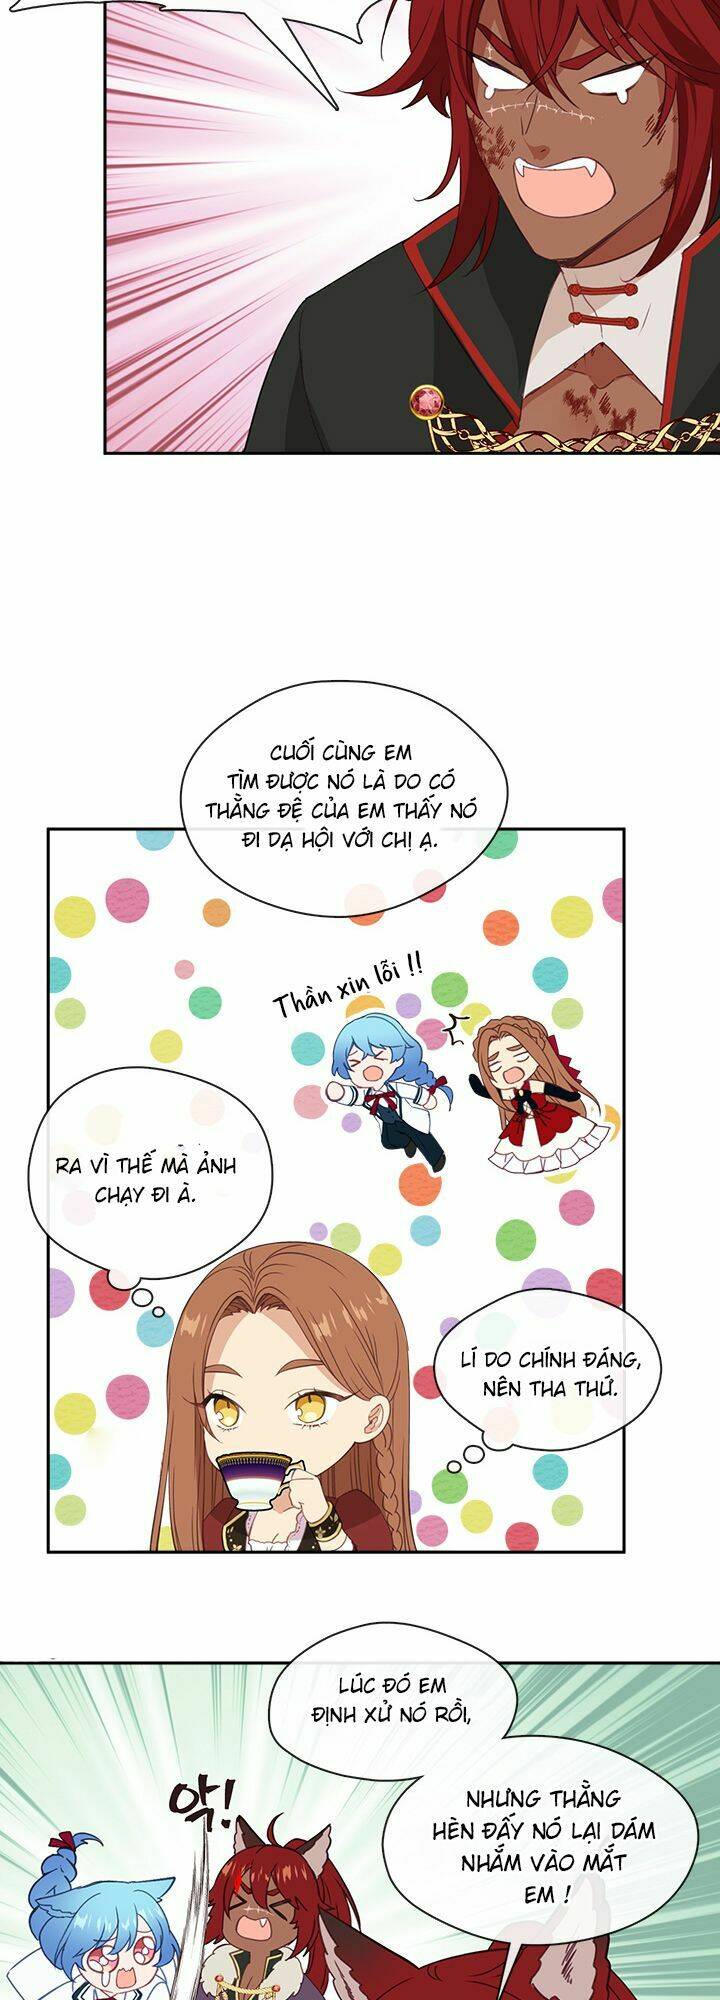 CUỐI CÙNG EM
TÌM ĐƯỢC NÓ LÀ DO CÓ
THẰNG ĐỆ CỦA EM THẤY NÓ
ĐI DẠ HỘI VỚI CHỊ Ạ.
Thần xin lỗi !!
RA VÌ THẾ MÀ ẢNH
CHẠY ĐI À.
LÍ DO CHÍNH ĐÁNG,
NÊN THA THỨ.
LÚC ĐÓ EM
ĐỊNH XỬ NÓ RỒI,
악!
NHƯNG THẰNG
HÈN ĐẤY NÓ LẠI DÁM
NHẮM VÀO MẮT
EM !